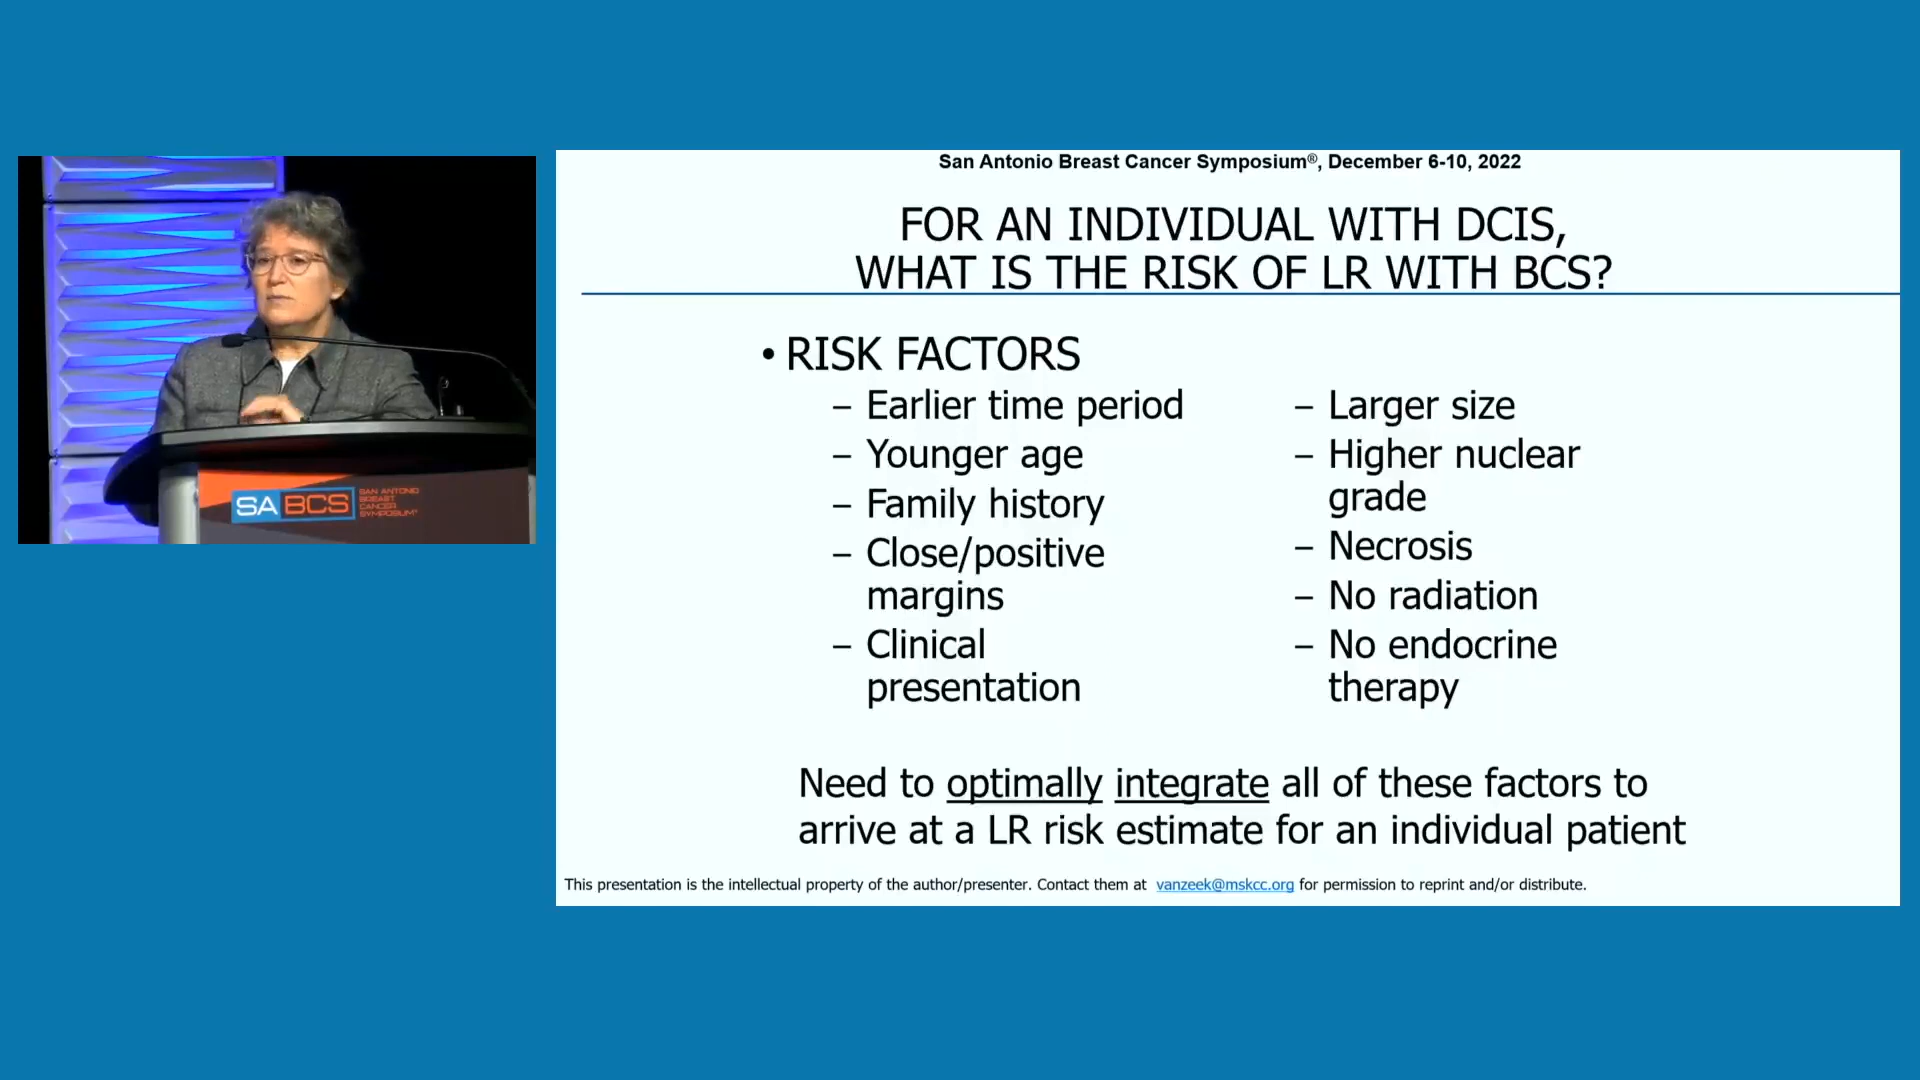 San Antonio Breast Cancer Symposium®, December 6-10, 2022
FOR AN INDIVIDUAL WITH DCIS,
WHAT IS THE RISK OF LR WITH BCS?
• RISK FACTORS
– Earlier time period
– Younger age
– Family history
– Close/positive
margins
– Clinical
presentation
– Larger size
– Higher nuclear
grade
– Necrosis
– No radiation
– No endocrine
therapy
Need to optimally integrate all of these factors to
arrive at a LR risk estimate for an individual patient
This presentation is the intellectual property of the author/presenter. Contact them at vanzeek@mskcc.org for permission to reprint and/or distribute.
SA BCS
SAN ANTONIO
BREAST
CANCER
SYMPOSIUM®